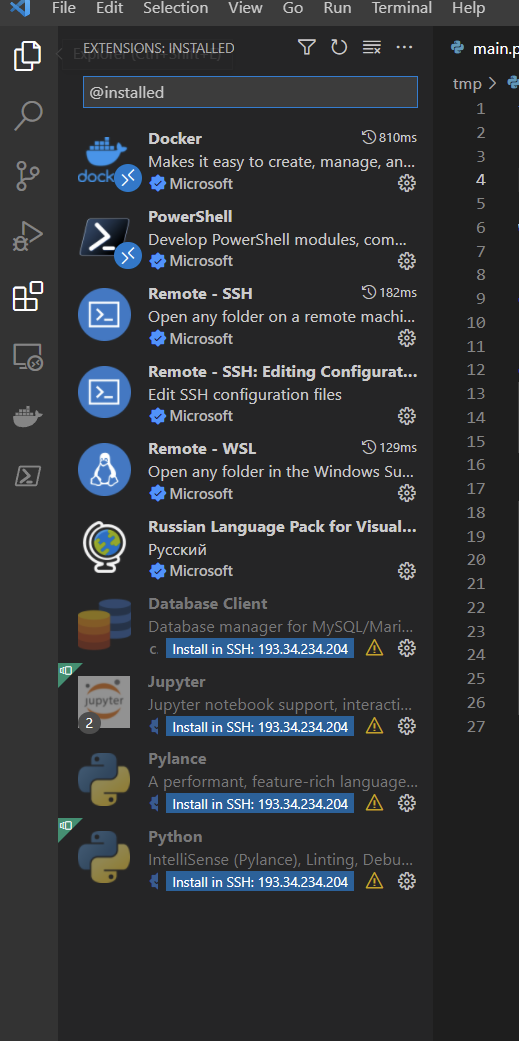 File Edit Selection View Go Run Terminal Help
EXTENSIONS: INSTALLED
Explorer (Ctrl+Shift+E)
@installed
Docker 810ms
Makes it easy to create, manage, an...
Microsoft
PowerShell
Develop PowerShell modules, com...
Microsoft
Remote - SSH 182ms
Open any folder on a remote machi...
Microsoft
Remote - SSH: Editing Configurat...
Edit SSH configuration files
Microsoft
Remote - WSL 129ms
Open any folder in the Windows Su...
Microsoft
Russian Language Pack for Visual...
Русский
Microsoft
Database Client
Database manager for MySQL/Mari...
c. Install in SSH: 193.34.234.204
Jupyter
jupyter
Jupyter notebook support, interacti...
2
Install in SSH: 193.34.234.204
Pylance
A performant, feature-rich language...
Install in SSH: 193.34.234.204
Python
IntelliSense (Pylance), Linting, Debu...
Install in SSH: 193.34.234.204
main.p
tmp
1
2
3
4
5
6
7
8
9
10
11
12
13
14
15
16
17
18
19
20
21
22
23
24
25
26
27